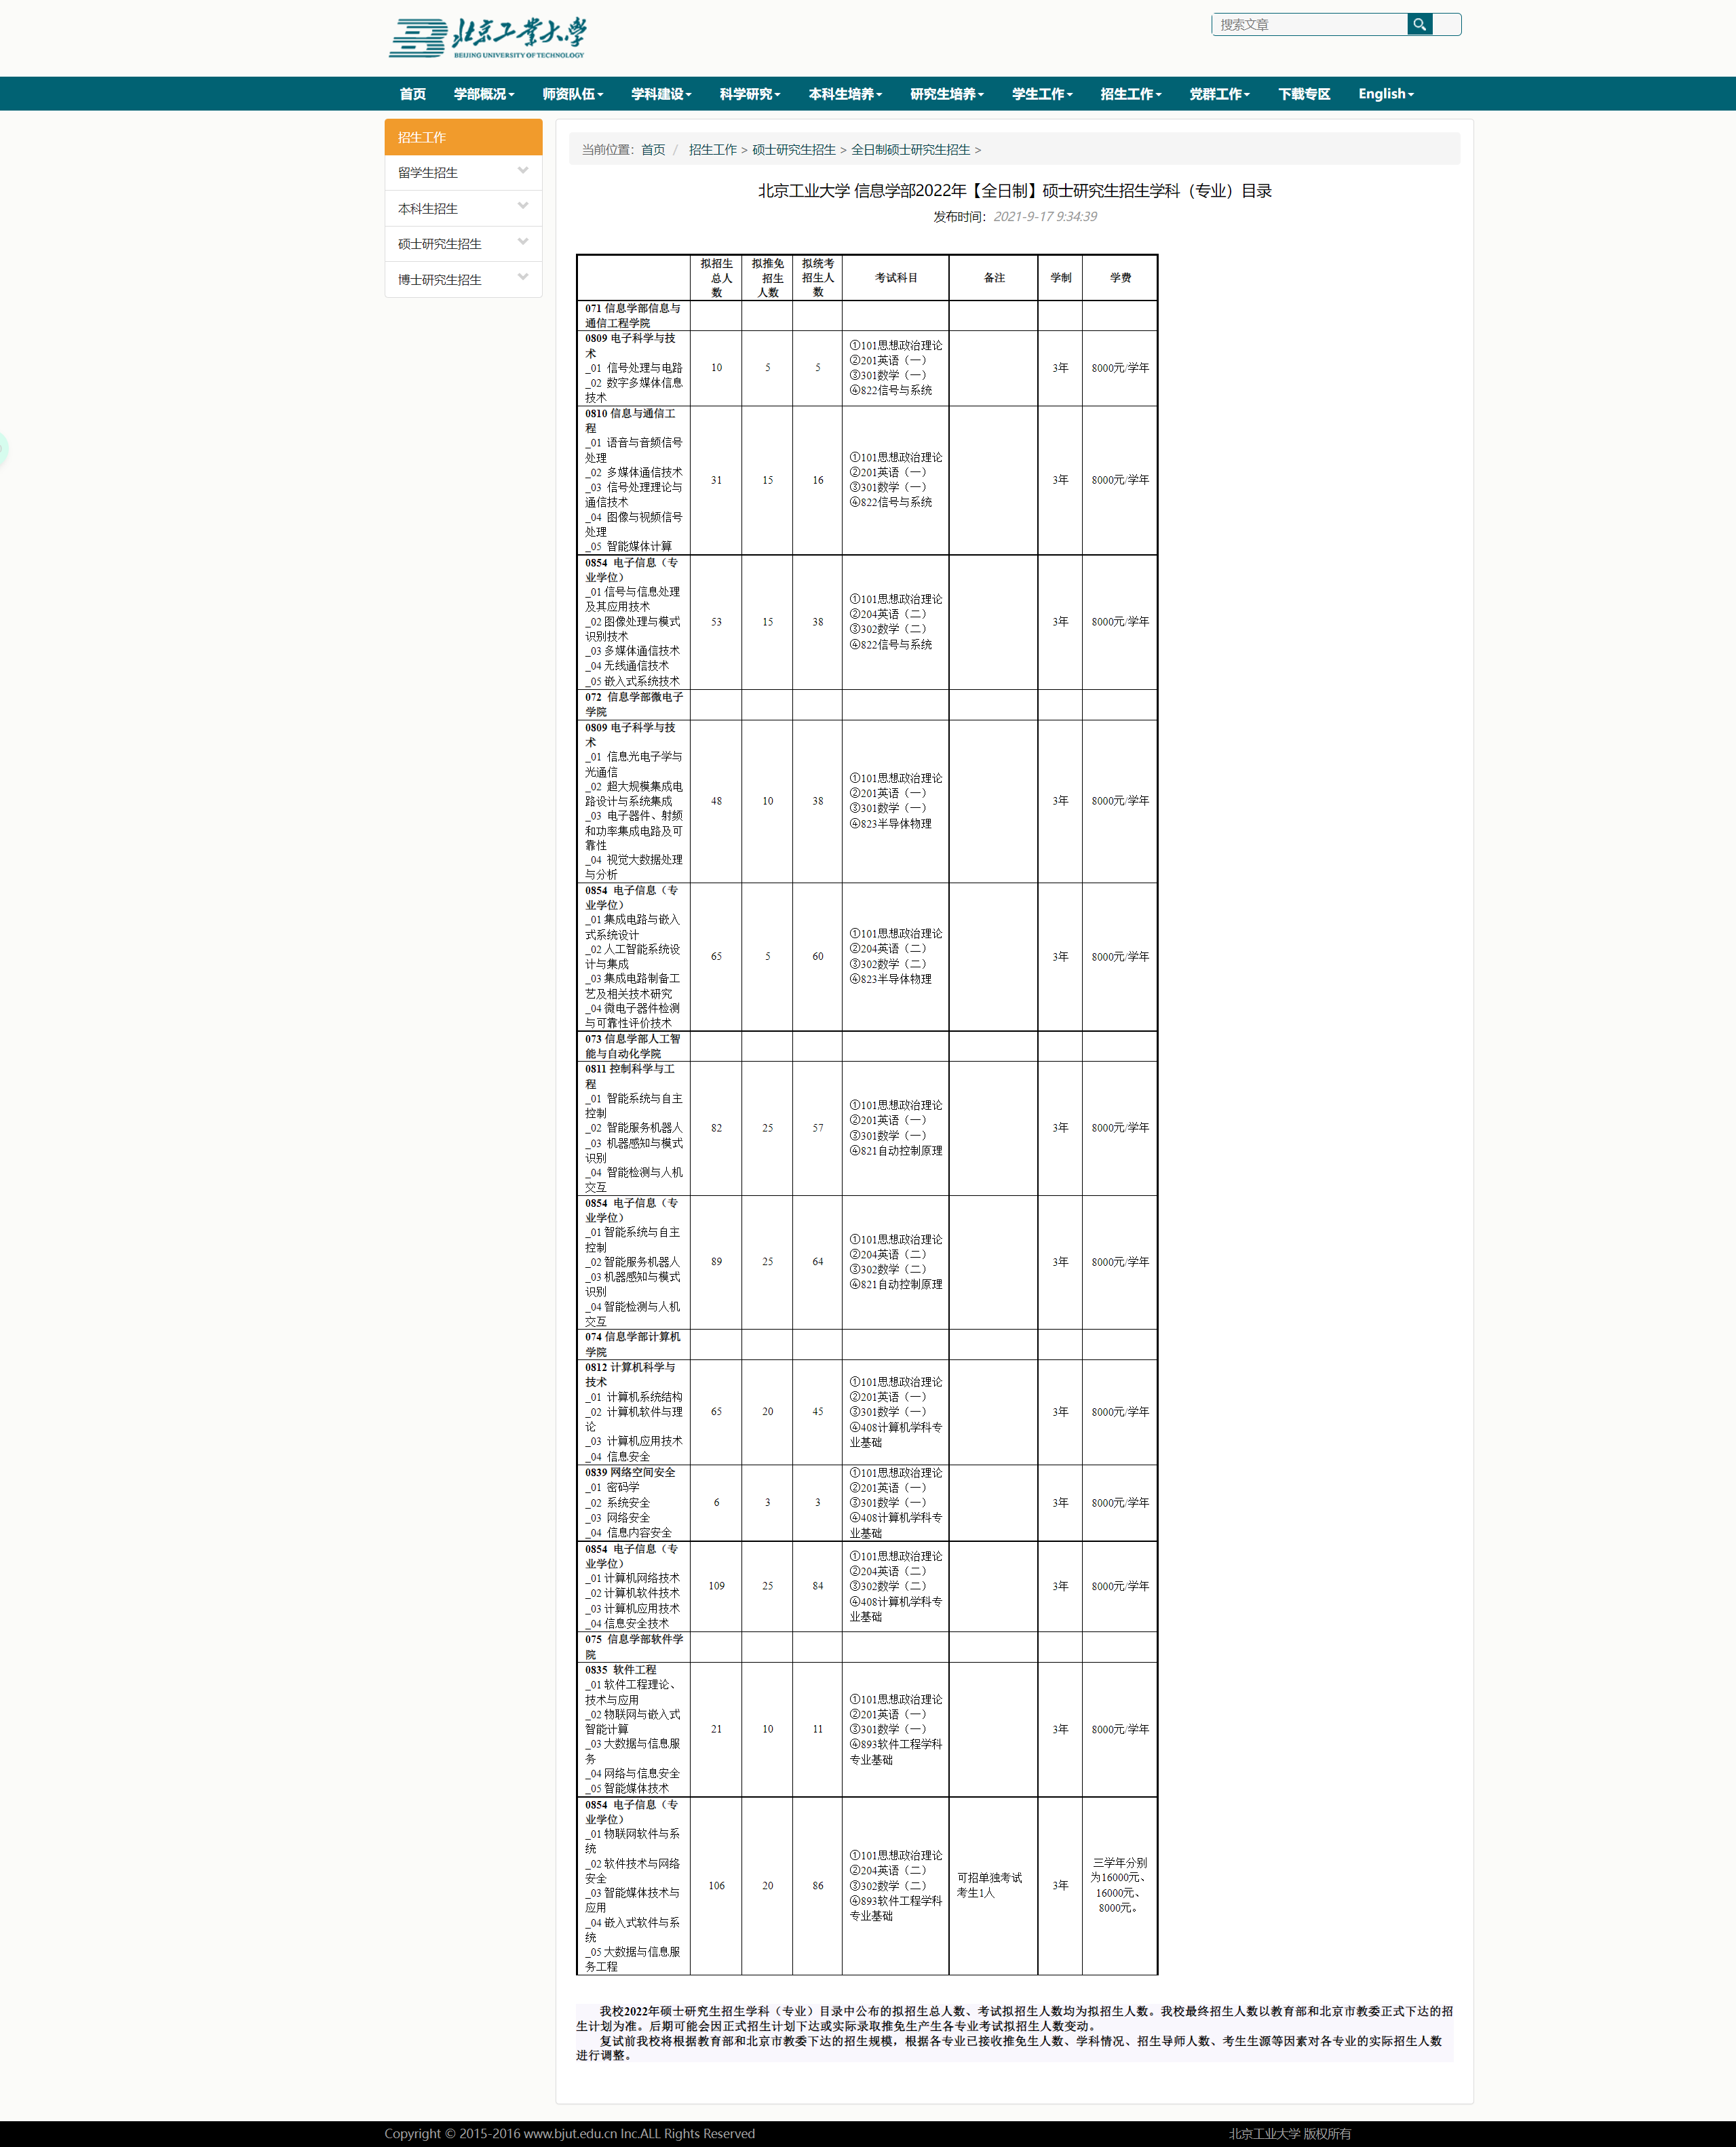 北京工业大学
BEIJING UNIVERSITY OF TECHNOLOGY
搜索文章
首页 学部概况 师资队伍 学科建设 科学研究 本科生培养 研究生培养 学生工作 招生工作 党群工作 下载专区 English
招生工作
留学生招生
本科生招生
硕士研究生招生
博士研究生招生
当前位置：首页 / 招生工作 > 硕士研究生招生 > 全日制硕士研究生招生 >
北京工业大学 信息学部2022年【全日制】硕士研究生招生学科（专业）目录
发布时间：2021-9-17 9:34:39
拟招生
总人
数
拟推免
招生
人数
拟统考
招生人
数
考试科目
备注
学制
学费
071 信息学部信息与
通信工程学院
0809 电子科学与技
术
_01 信号处理与电路
_02 数字多媒体信息
技术
10
5
5
①101思想政治理论
②201英语（一）
③301数学（一）
④822信号与系统
3年
8000元/学年
0810 信息与通信工
程
_01 语音与音频信号
处理
_02 多媒体通信技术
_03 信号处理理论与
通信技术
_04 图像与视频信号
处理
_05 智能媒体计算
31
15
16
①101思想政治理论
②201英语（一）
③301数学（一）
④822信号与系统
3年
8000元/学年
0854 电子信息（专
业学位）
_01 信号与信息处理
及其应用技术
_02 图像处理与模式
识别技术
_03 多媒体通信技术
_04 无线通信技术
_05 嵌入式系统技术
53
15
38
①101思想政治理论
②204英语（二）
③302数学（二）
④822信号与系统
3年
8000元/学年
072 信息学部微电子
学院
0809 电子科学与技
术
_01 信息光电子学与
光通信
_02 超大规模集成电
路设计与系统集成
_03 电子器件、射频
和功率集成电路及可
靠性
_04 视觉大数据处理
与分析
48
10
38
①101思想政治理论
②201英语（一）
③301数学（一）
④823半导体物理
3年
8000元/学年
0854 电子信息（专
业学位）
_01 集成电路与嵌入
式系统设计
_02 人工智能系统设
计与集成
_03 集成电路制备工
艺及相关技术研究
_04 微电子器件检测
与可靠性评价技术
65
5
60
①101思想政治理论
②204英语（二）
③302数学（二）
④823半导体物理
3年
8000元/学年
073 信息学部人工智
能与自动化学院
0811 控制科学与工
程
_01 智能系统与自主
控制
_02 智能服务机器人
_03 机器感知与模式
识别
_04 智能检测与人机
交互
82
25
57
①101思想政治理论
②201英语（一）
③301数学（一）
④821自动控制原理
3年
8000元/学年
0854 电子信息（专
业学位）
_01 智能系统与自主
控制
_02 智能服务机器人
_03 机器感知与模式
识别
_04 智能检测与人机
交互
89
25
64
①101思想政治理论
②204英语（二）
③302数学（二）
④821自动控制原理
3年
8000元/学年
074 信息学部计算机
学院
0812 计算机科学与
技术
_01 计算机系统结构
_02 计算机软件与理
论
_03 计算机应用技术
_04 信息安全
65
20
45
①101思想政治理论
②201英语（一）
③301数学（一）
④408计算机学科专
业基础
3年
8000元/学年
0839 网络空间安全
_01 密码学
_02 系统安全
_03 网络安全
_04 信息内容安全
6
3
3
①101思想政治理论
②201英语（一）
③301数学（一）
④408计算机学科专
业基础
3年
8000元/学年
0854 电子信息（专
业学位）
_01 计算机网络技术
_02 计算机软件技术
_03 计算机应用技术
_04 信息安全技术
109
25
84
①101思想政治理论
②204英语（二）
③302数学（二）
④408计算机学科专
业基础
3年
8000元/学年
075 信息学部软件学
院
0835 软件工程
_01 软件工程理论、
技术与应用
_02 物联网与嵌入式
智能计算
_03 大数据与信息服
务
_04 网络与信息安全
_05 智能媒体技术
21
10
11
①101思想政治理论
②201英语（一）
③301数学（一）
④893软件工程学科
专业基础
3年
8000元/学年
0854 电子信息（专
业学位）
_01 物联网软件与系
统
_02 软件技术与网络
安全
_03 智能媒体技术与
应用
_04 嵌入式软件与系
统
_05 大数据与信息服
务工程
106
20
86
①101思想政治理论
②204英语（二）
③302数学（二）
④893软件工程学科
专业基础
可招单独考试
考生1人
3年
三学年分别
为16000元、
16000元、
8000元。
我校2022年硕士研究生招生学科（专业）目录中公布的拟招生总人数、考试拟招生人数均为拟招生人数。我校最终招生人数以教育部和北京市教委正式下达的招
生计划为准。后期可能会因正式招生计划下达或实际录取推免生产生各专业考试拟招生人数变动。
复试前我校将根据教育部和北京市教委下达的招生规模，根据各专业已接收推免生人数、学科情况、招生导师人数、考生生源等因素对各专业的实际招生人数
进行调整。
Copyright © 2015-2016 www.bjut.edu.cn Inc.ALL Rights Reserved
北京工业大学 版权所有